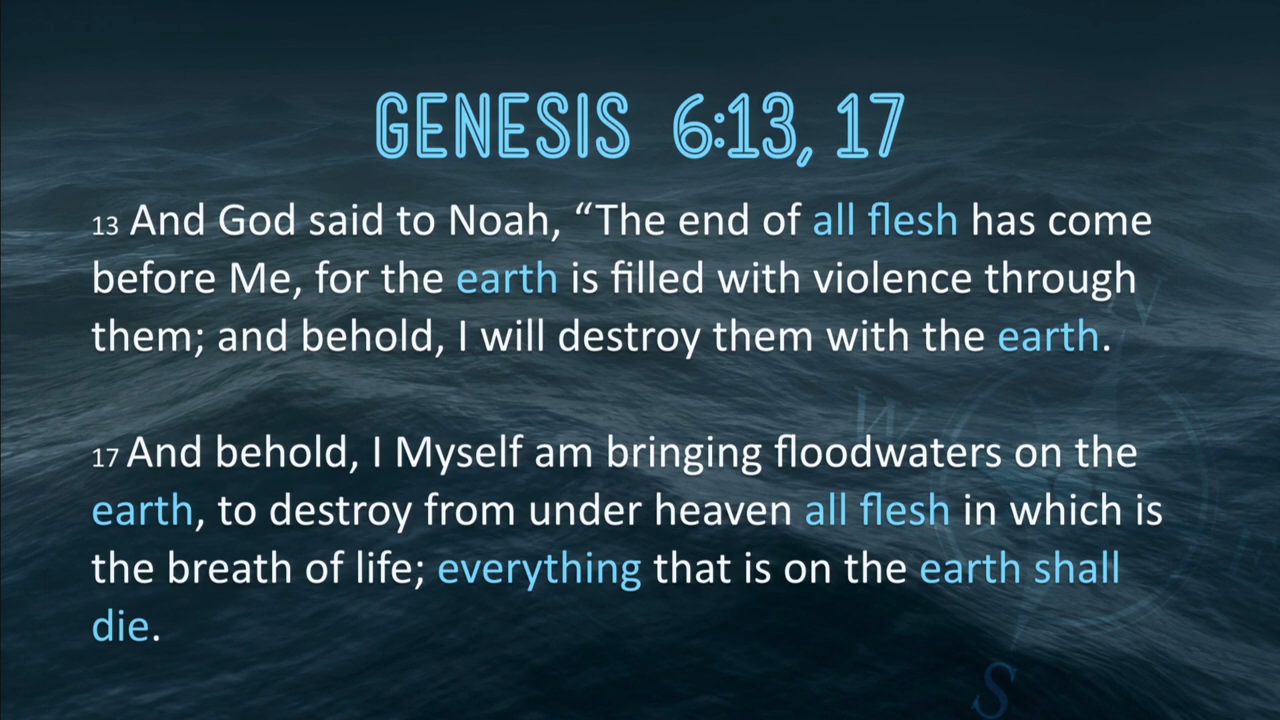 GENESIS 6:13, 17
13 And God said to Noah, “The end of all flesh has come
before Me, for the earth is filled with violence through
them; and behold, I will destroy them with the earth.
17 And behold, I Myself am bringing floodwaters on the
earth, to destroy from under heaven all flesh in which is
the breath of life; everything that is on the earth shall
die.
W
S